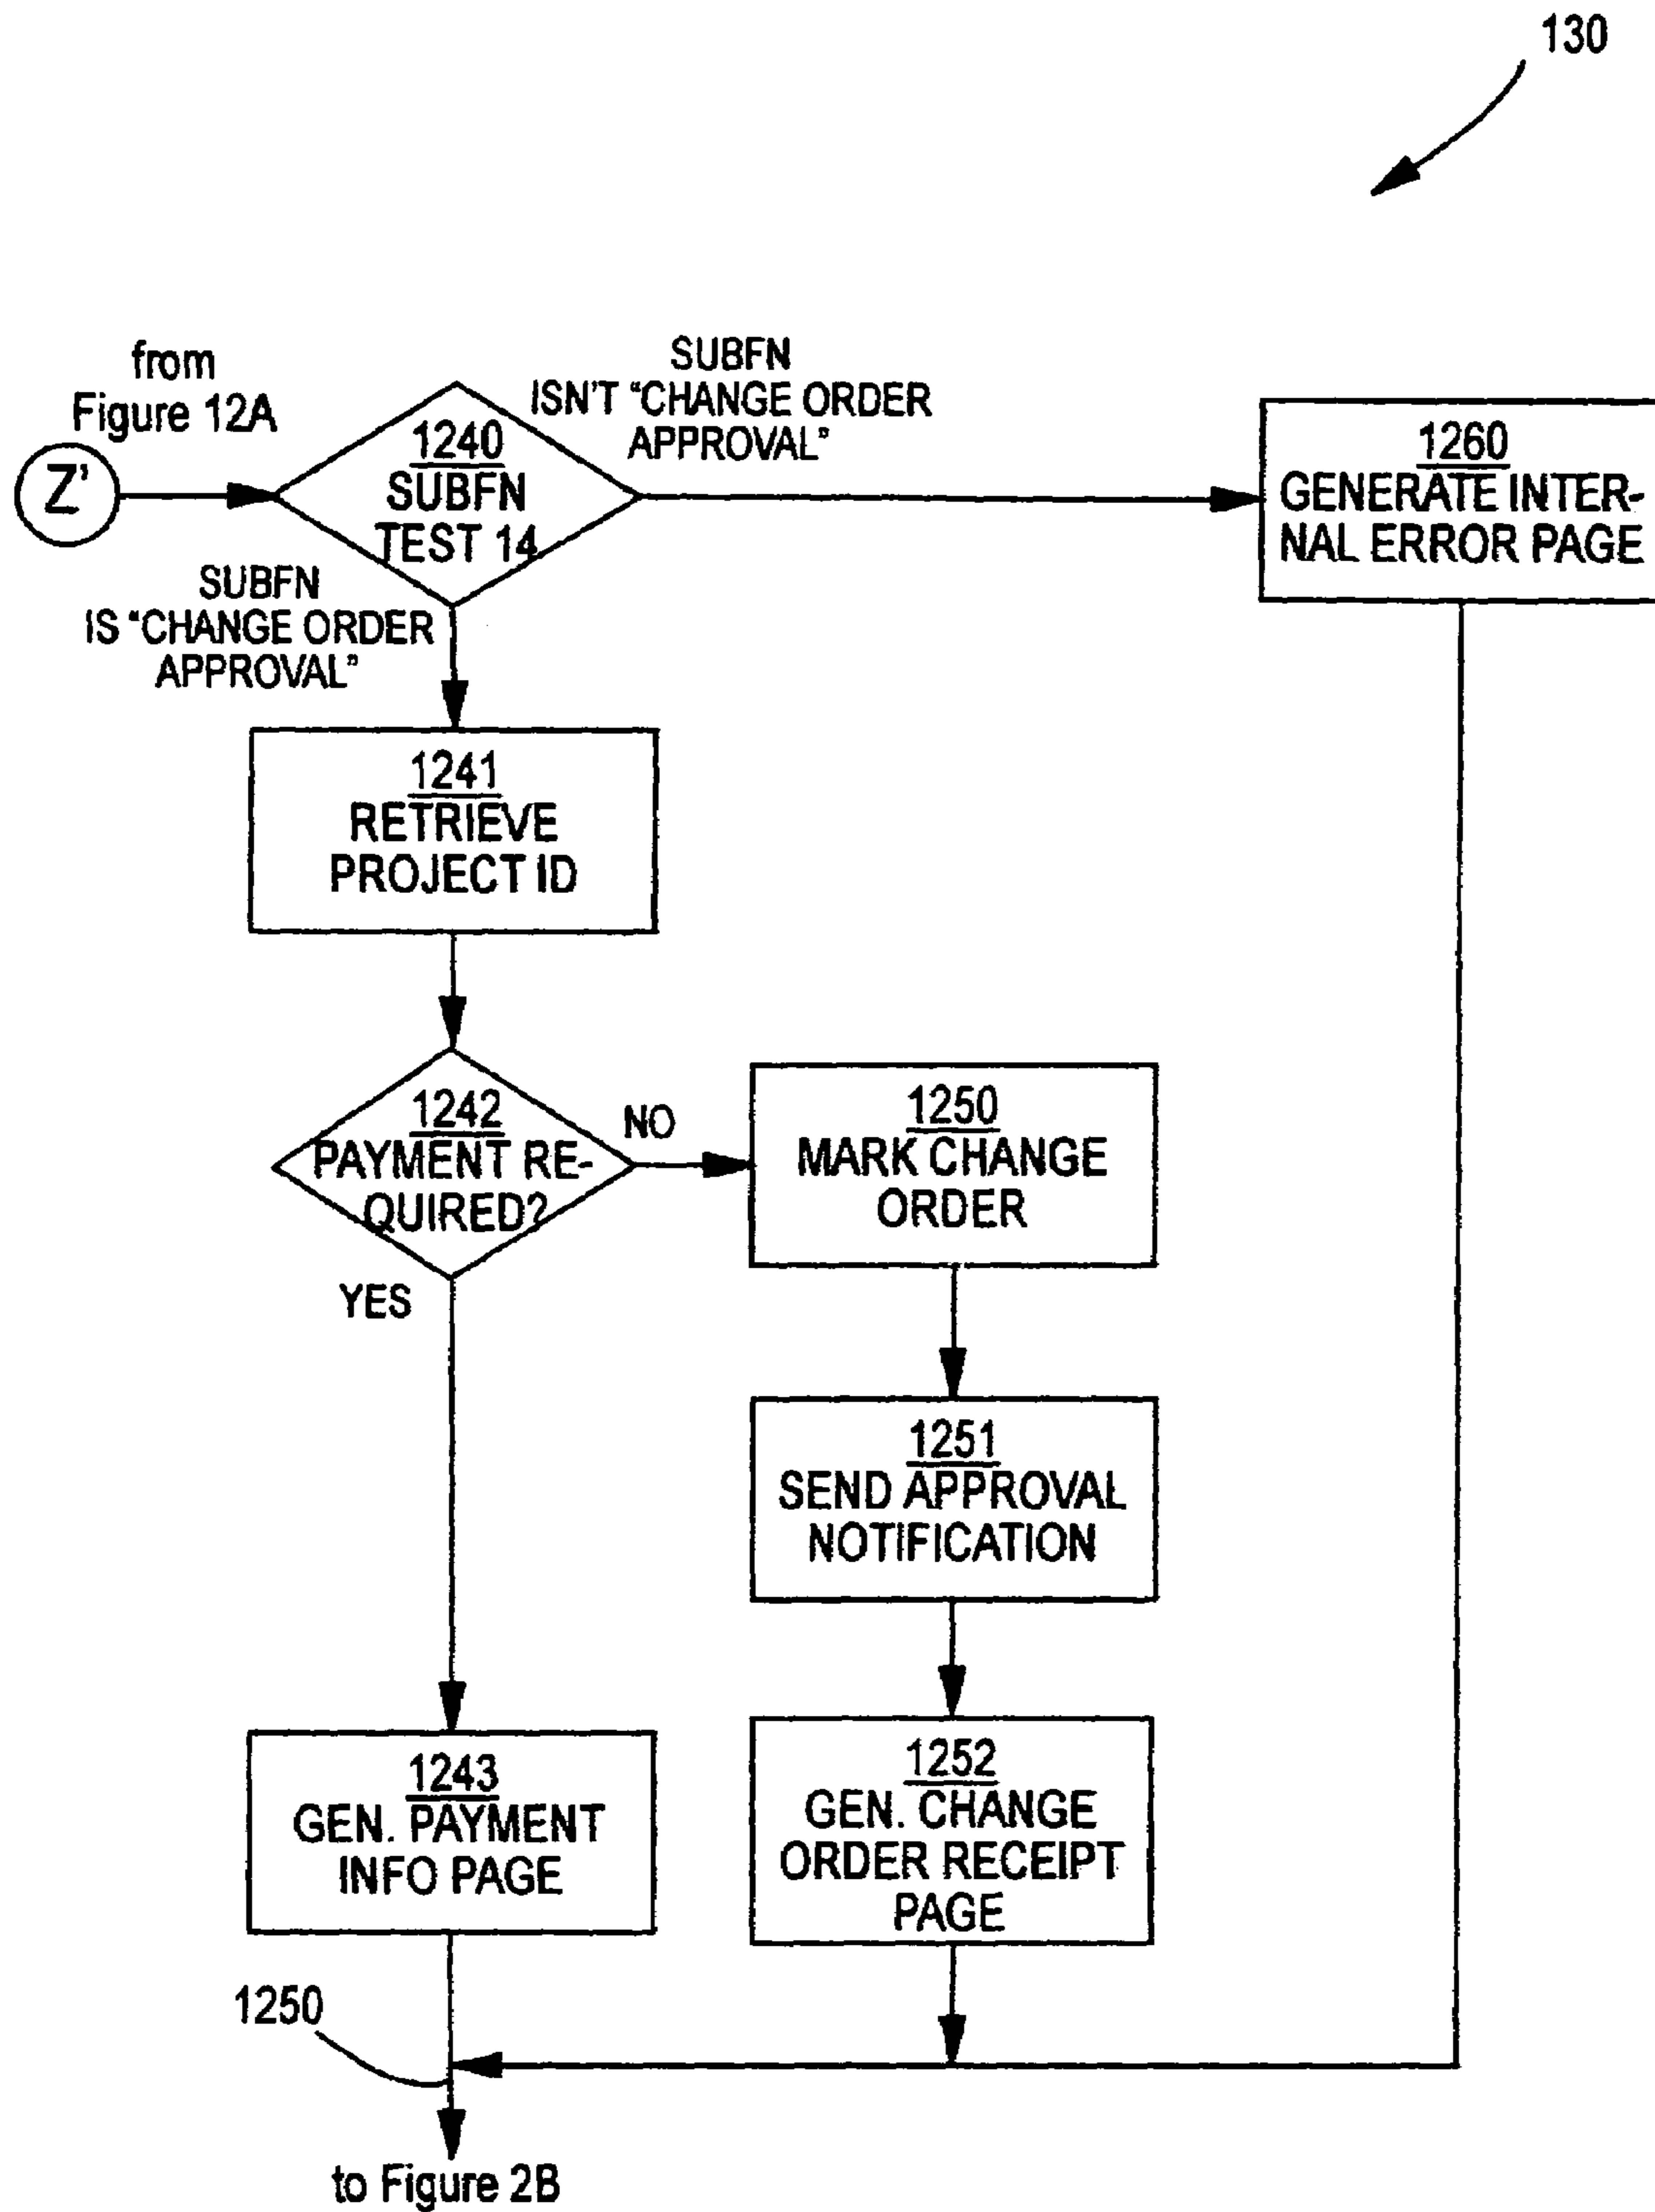 130
from
Figure 12A
Z'
SUBFN
ISN'T "CHANGE ORDER
APPROVAL"
1240
SUBFN
TEST 14
1260
GENERATE INTER-
NAL ERROR PAGE
SUBFN
IS "CHANGE ORDER
APPROVAL"
1241
RETRIEVE
PROJECT ID
1242
PAYMENT RE-
QUIRED?
NO
YES
1250
MARK CHANGE
ORDER
1251
SEND APPROVAL
NOTIFICATION
1243
GEN. PAYMENT
INFO PAGE
1252
GEN. CHANGE
ORDER RECEIPT
PAGE
1250
to Figure 2B